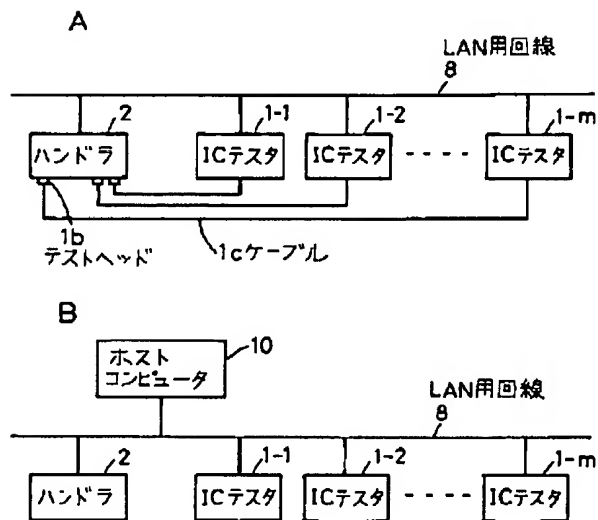 A
LAN用回線
8
2
1-1
1-2
1-m
ハンドラ
ICテスタ
ICテスタ
ICテスタ
1b
テストヘッド
1cケーブル
B
ホスト
コンピュータ
10
LAN用回線
8
2
1-1
1-2
1-m
ハンドラ
ICテスタ
ICテスタ
ICテスタ